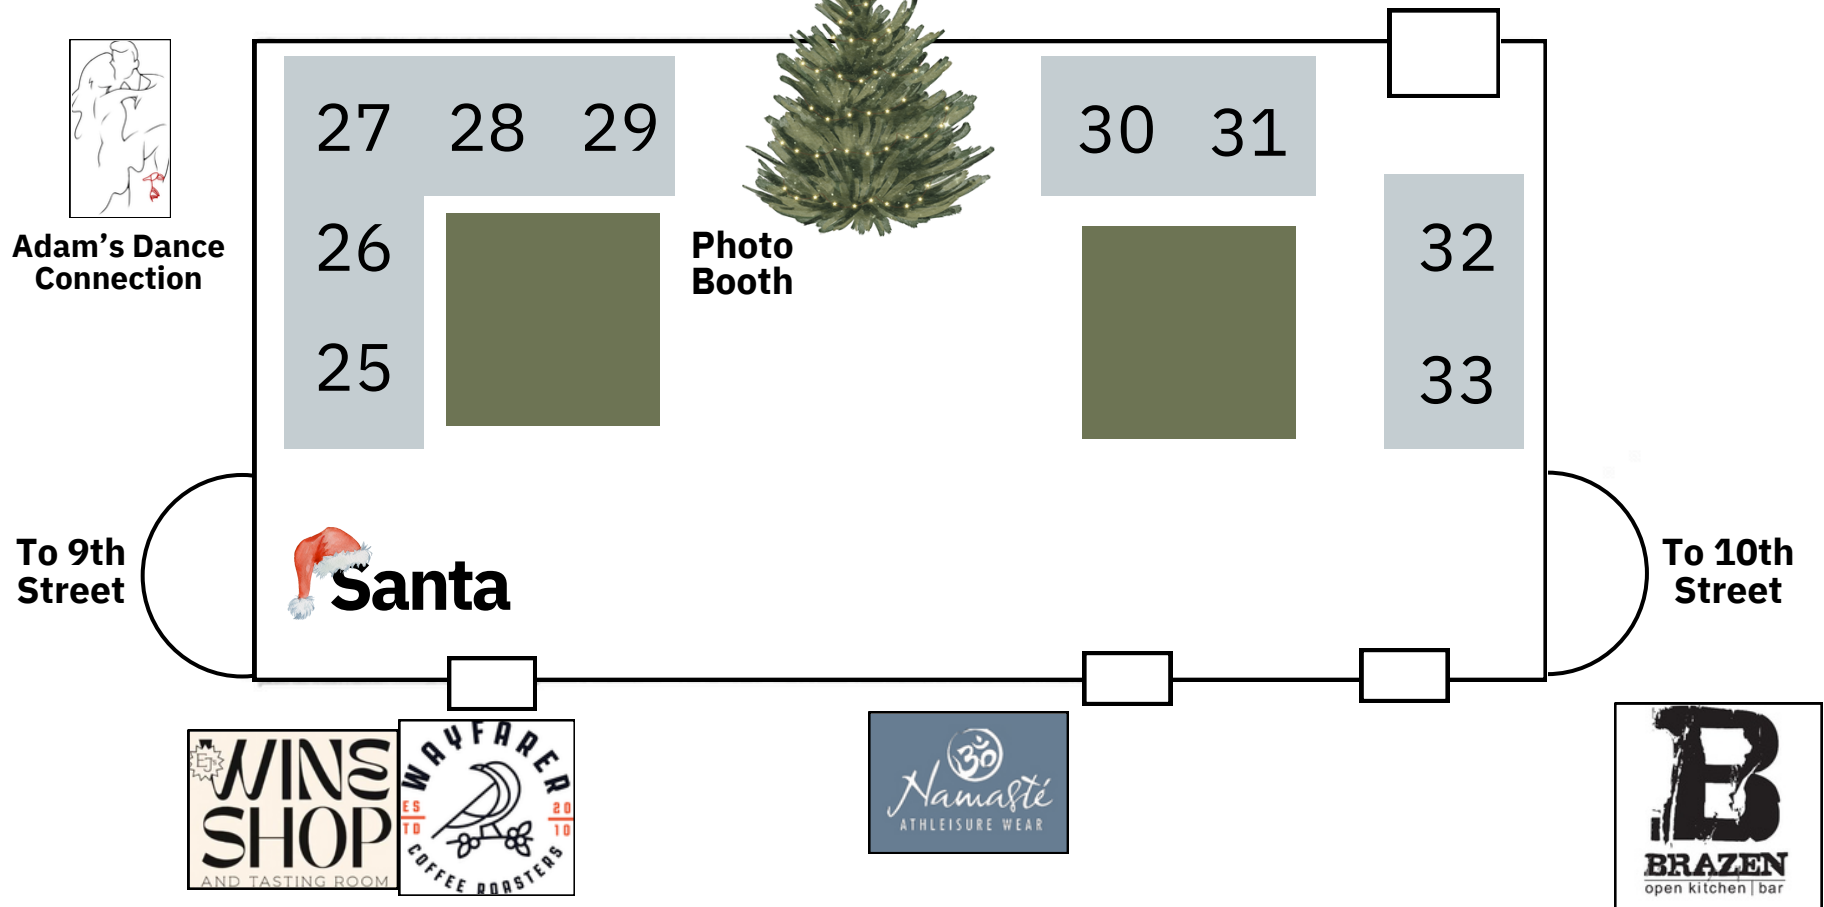 27 28 29
30 31
26
25
32
33
Photo
Booth
Adam’s Dance
Connection
To 9th
Street
Santa
To 10th
Street
EJ's
WINE
SHOP
AND TASTING ROOM
WAYFARER
ES
TD
20
10
COFFEE ROASTERS
ॐ
Namasté
ATHLEISURE WEAR
B
BRAZEN
open kitchen | bar